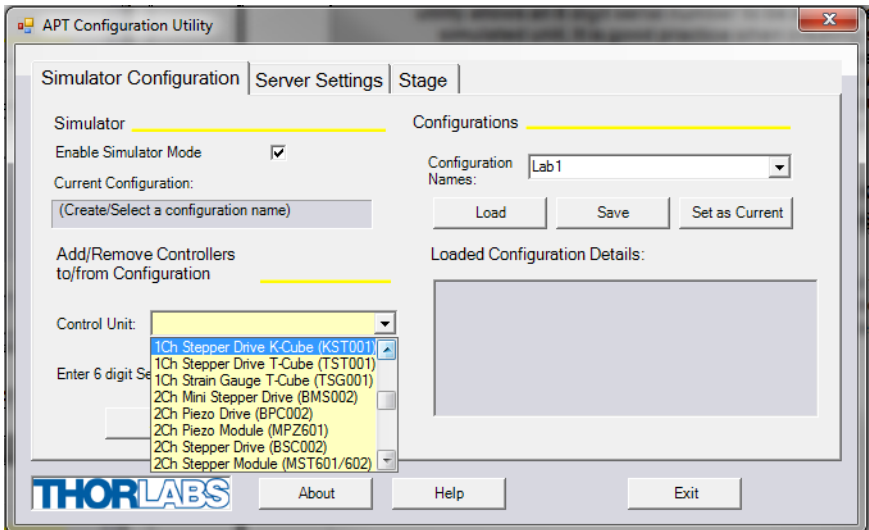 APT Configuration Utility
Simulator Configuration
Server Settings
Stage
Simulator
Enable Simulator Mode
Current Configuration:
(Create/Select a configuration name)
Add/Remove Controllers
to/from Configuration
Control Unit:
1Ch Stepper Drive K-Cube (KST001)
1Ch Stepper Drive T-Cube (TST001)
1Ch Strain Gauge T-Cube (TSG001)
2Ch Mini Stepper Drive (BMS002)
2Ch Piezo Drive (BPC002)
2Ch Piezo Module (MPZ601)
2Ch Stepper Drive (BSC002)
2Ch Stepper Module (MST601/602)
Enter 6 digit Se
Configurations
Configuration
Names:
Lab1
Load
Save
Set as Current
Loaded Configuration Details:
THORLABS
About
Help
Exit